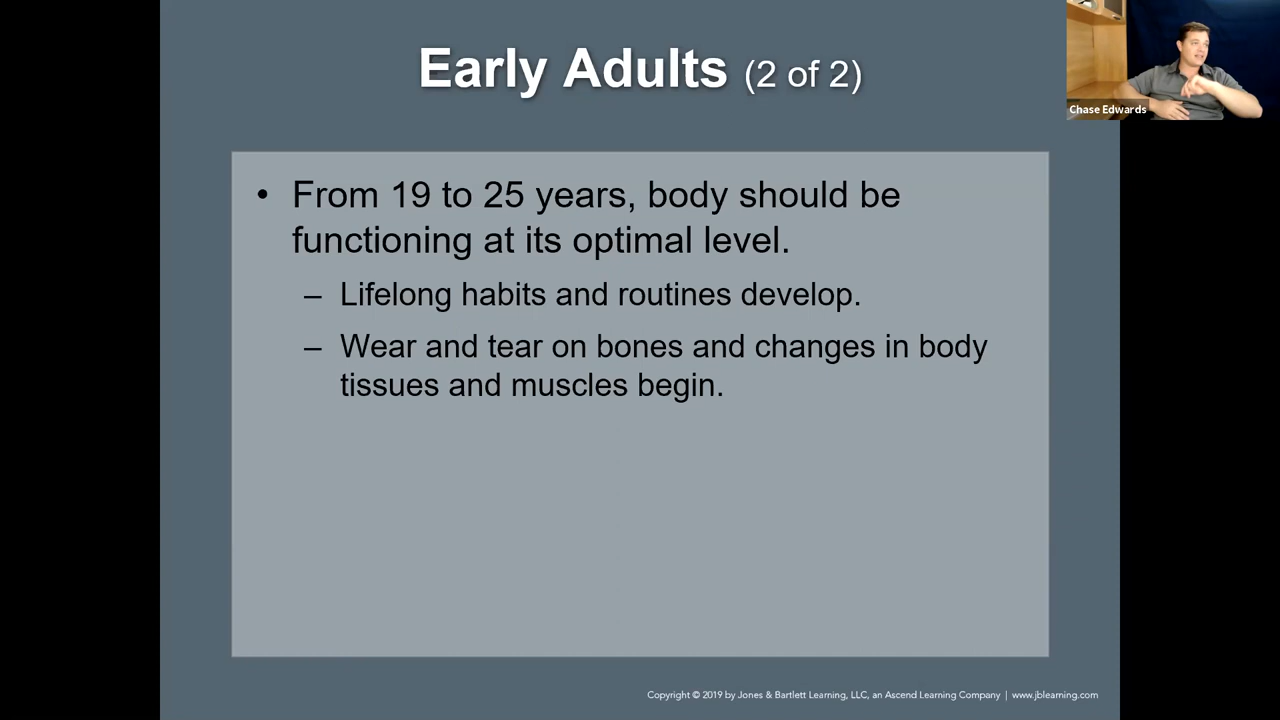 Early Adults (2 of 2)
Chase Edwards
• From 19 to 25 years, body should be
functioning at its optimal level.
– Lifelong habits and routines develop.
– Wear and tear on bones and changes in body
tissues and muscles begin.
Copyright © 2019 by Jones & Bartlett Learning, LLC, an Ascend Learning Company | www.jblearning.com